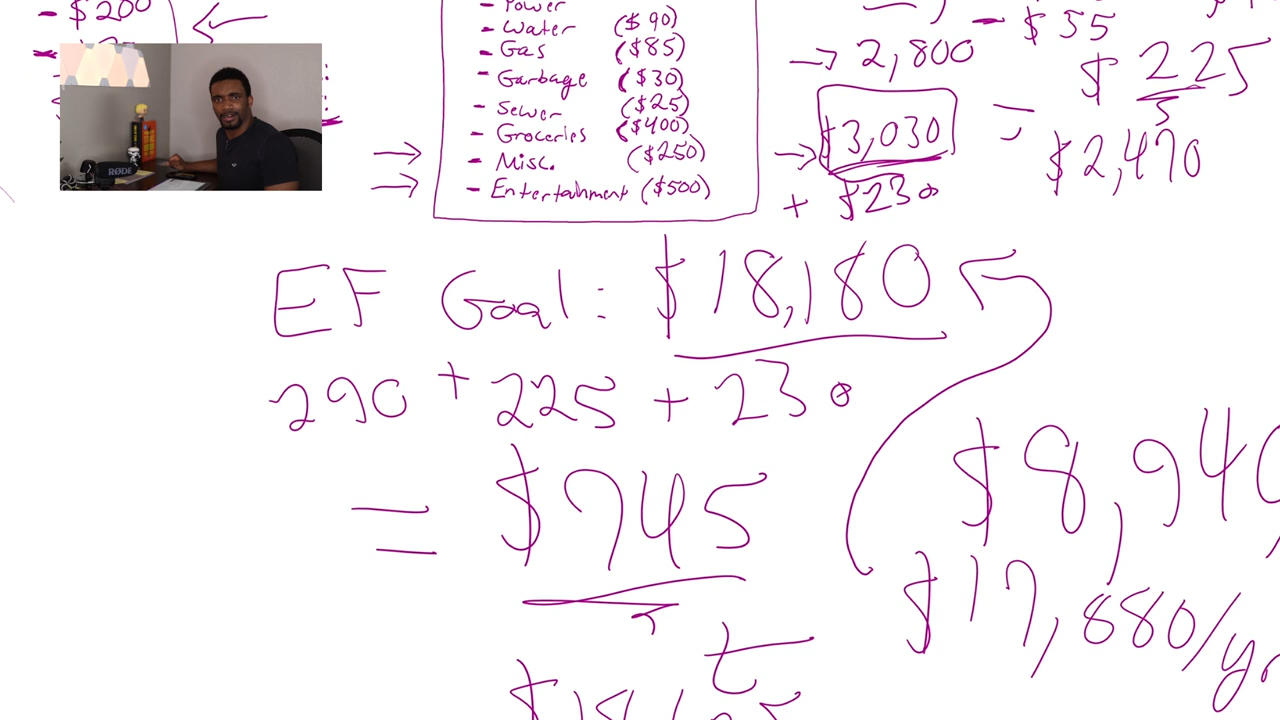 - $200
- Power
- Water ($90)
- Gas ($85)
- Garbage ($30)
- Sewer ($25)
- Groceries ($400)
- Misc. ($250)
- Entertainment ($500)
→ 2,800
→ $3,030
+ $230
- $55
$225
= $2,470
RØDE
EF Goal: $18,180
290 + 225 + 230
= $745
$8,940
$17,880/yr